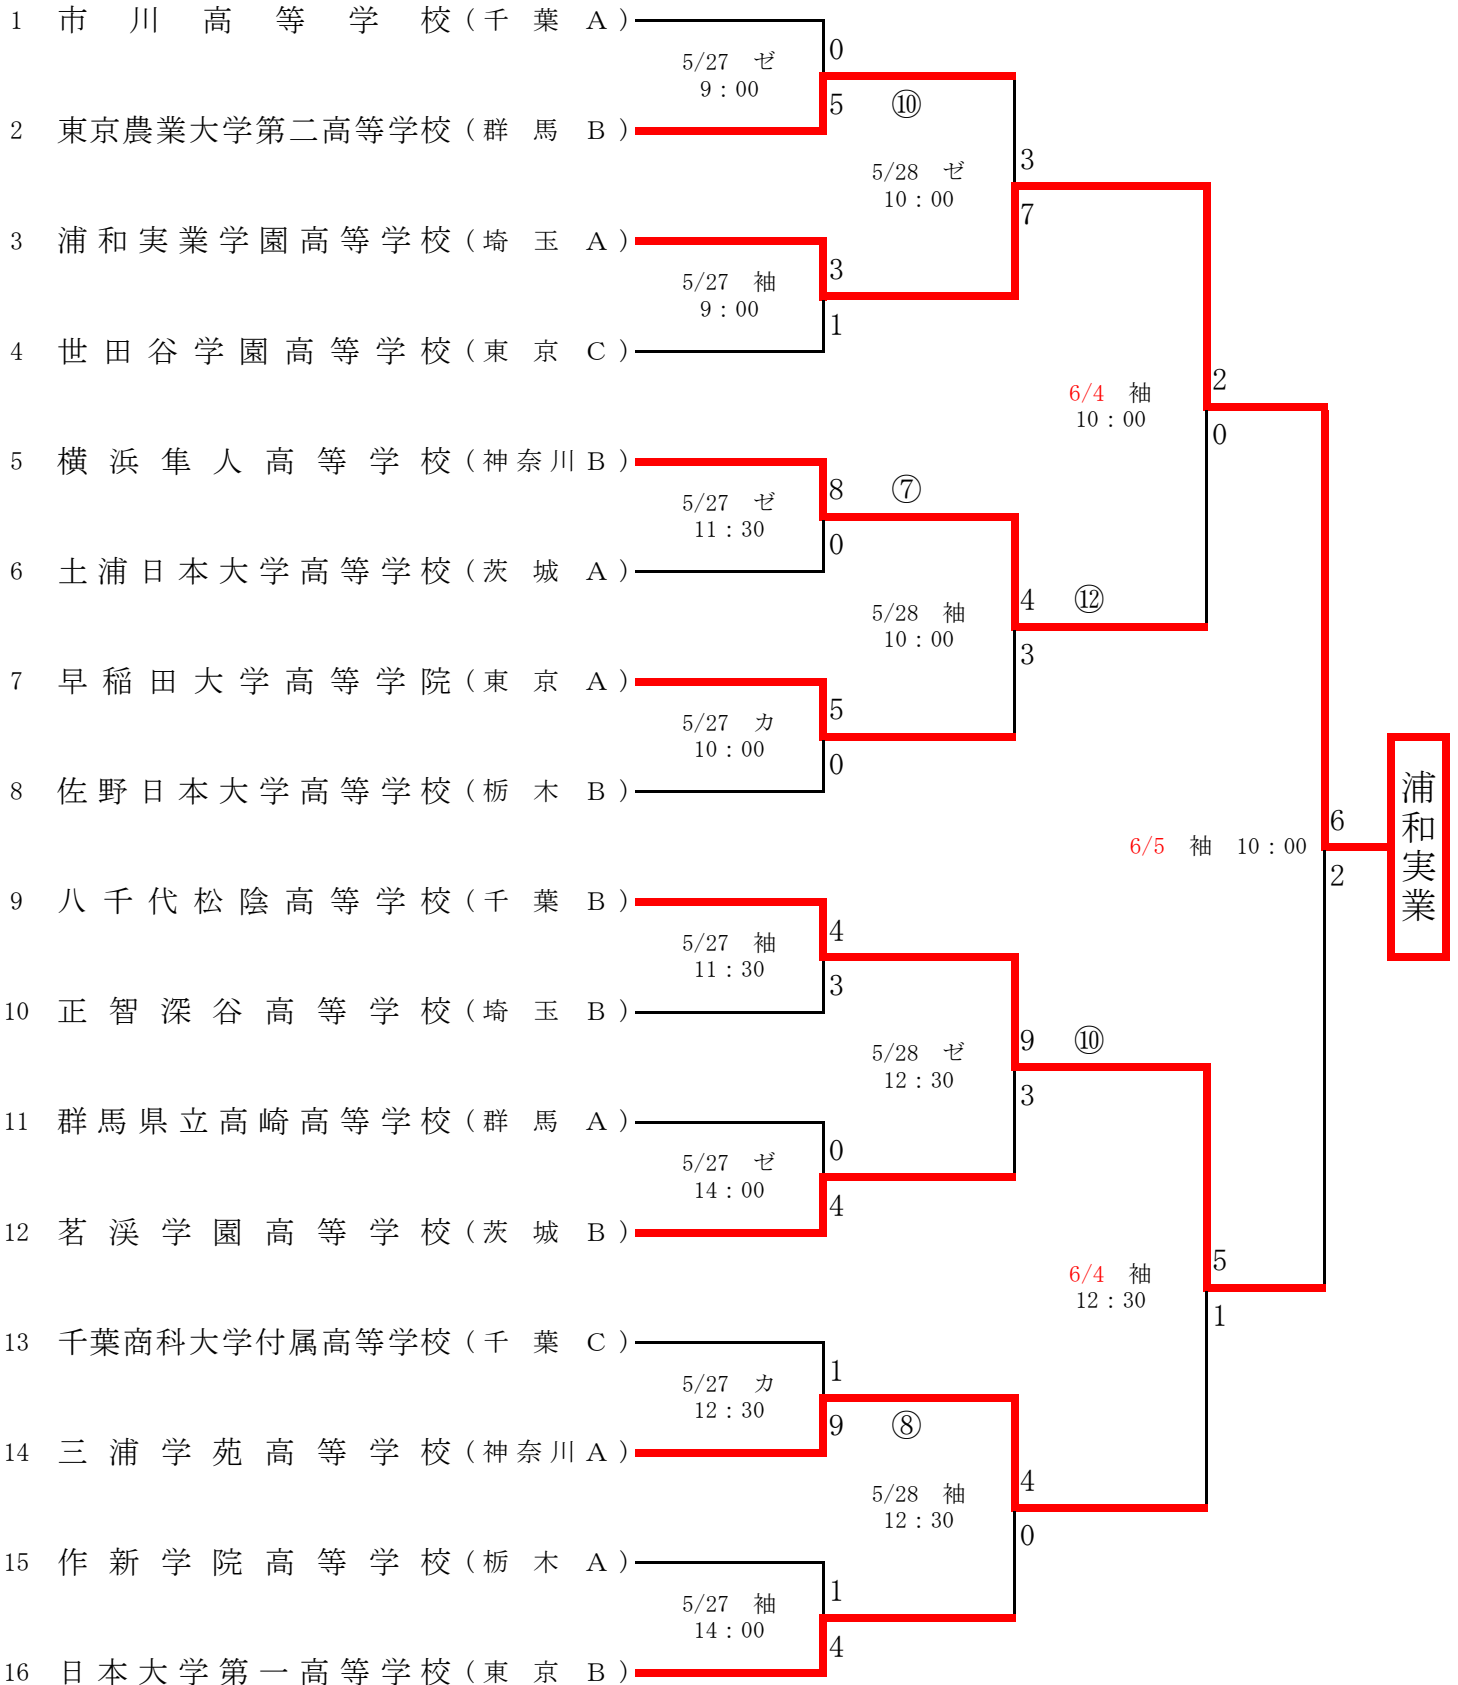 1 市川高等学校（千葉A）
0
5/27 ゼ
9：00
5 ⑩
2 東京農業大学第二高等学校（群馬B）
3
5/28 ゼ
10：00
7
3 浦和実業学園高等学校（埼玉A）
3
5/27 袖
9：00
1
4 世田谷学園高等学校（東京C）
2
6/4 袖
10：00
0
5 横浜隼人高等学校（神奈川B）
8 ⑦
5/27 ゼ
11：30
0
6 土浦日本大学高等学校（茨城A）
4 ⑫
5/28 袖
10：00
3
7 早稲田大学高等学院（東京A）
5
5/27 カ
10：00
0
8 佐野日本大学高等学校（栃木B）
6
6/5 袖 10：00
2
浦和実業
9 八千代松陰高等学校（千葉B）
4
5/27 袖
11：30
3
10 正智深谷高等学校（埼玉B）
9 ⑩
5/28 ゼ
12：30
3
11 群馬県立高崎高等学校（群馬A）
0
5/27 ゼ
14：00
4
12 茗渓学園高等学校（茨城B）
5
6/4 袖
12：30
1
13 千葉商科大学付属高等学校（千葉C）
1
5/27 カ
12：30
9 ⑧
14 三浦学苑高等学校（神奈川A）
4
5/28 袖
12：30
0
15 作新学院高等学校（栃木A）
1
5/27 袖
14：00
4
16 日本大学第一高等学校（東京B）